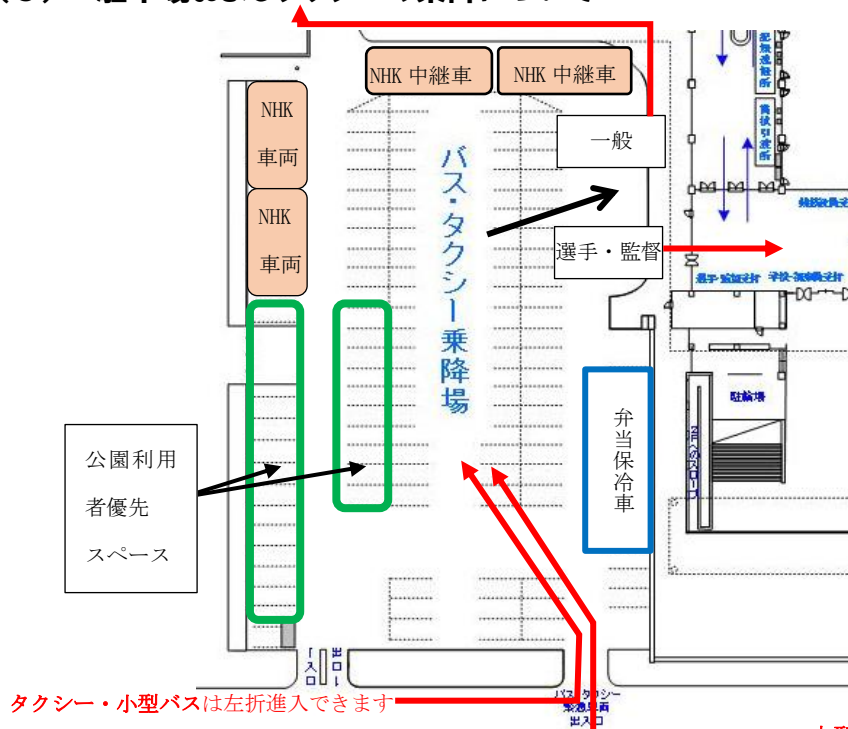 NHK 中継車
NHK 中継車
NHK
車両
NHK
車両
一般
選手・監督
バス・タクシー乗降場
弁当保冷車
公園利用
者優先
スペース
駐輪場
入口
出口
バス・タクシー
緊急車両
出入口
タクシー・小型バスは左折進入できます